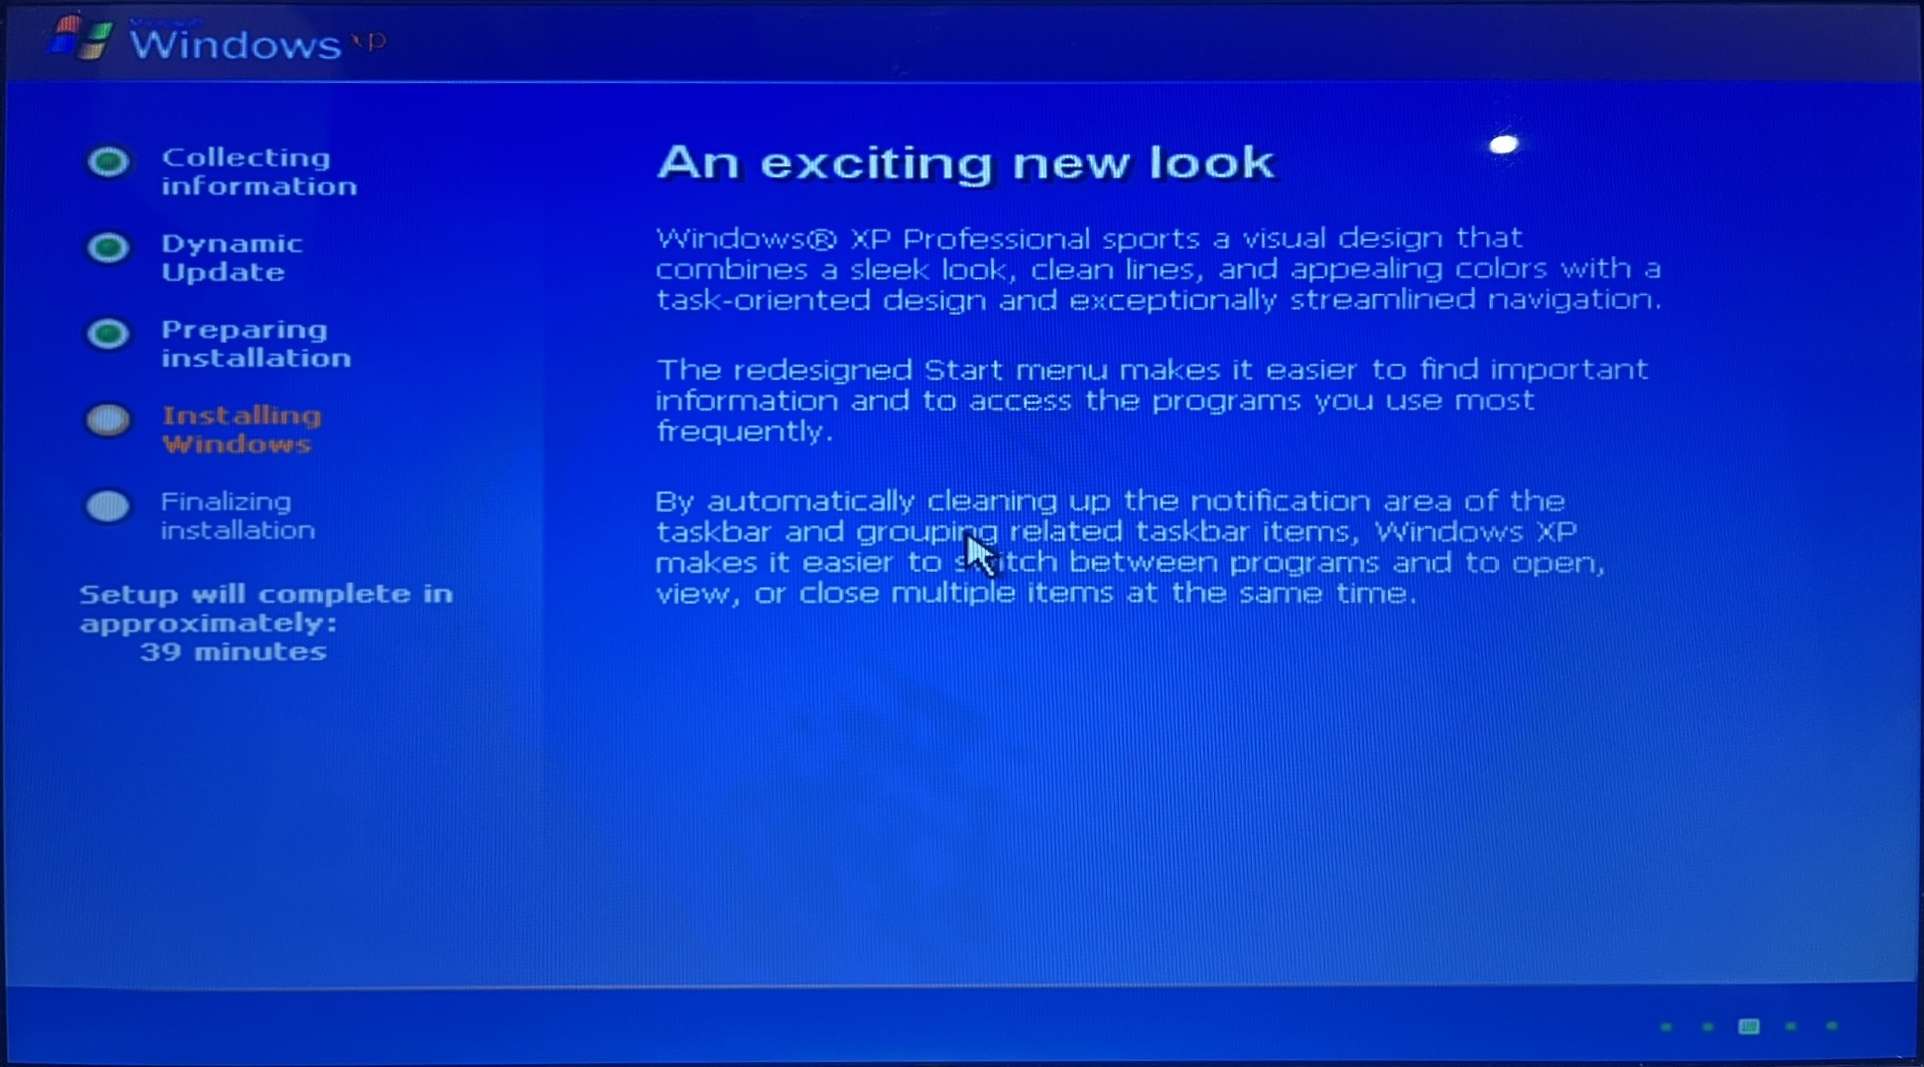 Microsoft
Windows xp
Collecting
information
Dynamic
Update
Preparing
installation
Installing
Windows
Finalizing
installation
Setup will complete in
approximately:
39 minutes
An exciting new look
Windows® XP Professional sports a visual design that
combines a sleek look, clean lines, and appealing colors with a
task-oriented design and exceptionally streamlined navigation.
The redesigned Start menu makes it easier to find important
information and to access the programs you use most
frequently.
By automatically cleaning up the notification area of the
taskbar and grouping related taskbar items, Windows XP
makes it easier to switch between programs and to open,
view, or close multiple items at the same time.